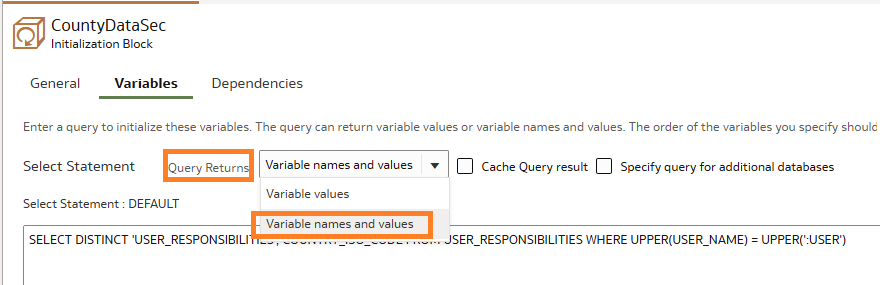 CountyDataSec
Initialization Block
General Variables Dependencies
Enter a query to initialize these variables. The query can return variable values or variable names and values. The order of the variables you specify should
Select Statement Query Returns Variable names and values Cache Query result Specify query for additional databases
Variable values
Select Statement : DEFAULT
Variable names and values
SELECT DISTINCT 'USER_RESPONSIBILITIES', COUNTRY_ISO_CODE FROM USER_RESPONSIBILITIES WHERE UPPER(USER_NAME) = UPPER(':USER')